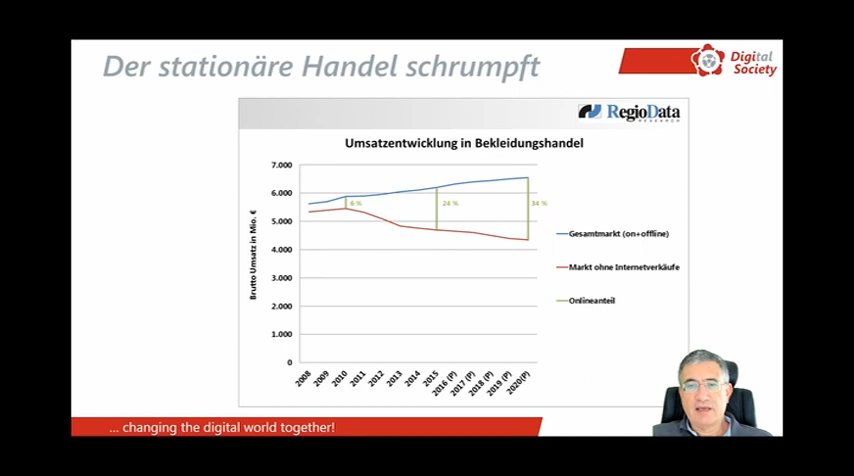 Der stationäre Handel schrumpft
Digital
Society
RegioData
RESEARCH
Umsatzentwicklung in Bekleidungshandel
Brutto Umsatz in Mio. €
7.000
6.000
5.000
4.000
3.000
2.000
1.000
0
6 %
24 %
34 %
Gesamtmarkt (on+offline)
Markt ohne Internetverkäufe
Onlineanteil
2008
2009
2010
2011
2012
2013
2014
2015
2016 (P)
2017 (P)
2018 (P)
2019 (P)
2020(P)
... changing the digital world together!